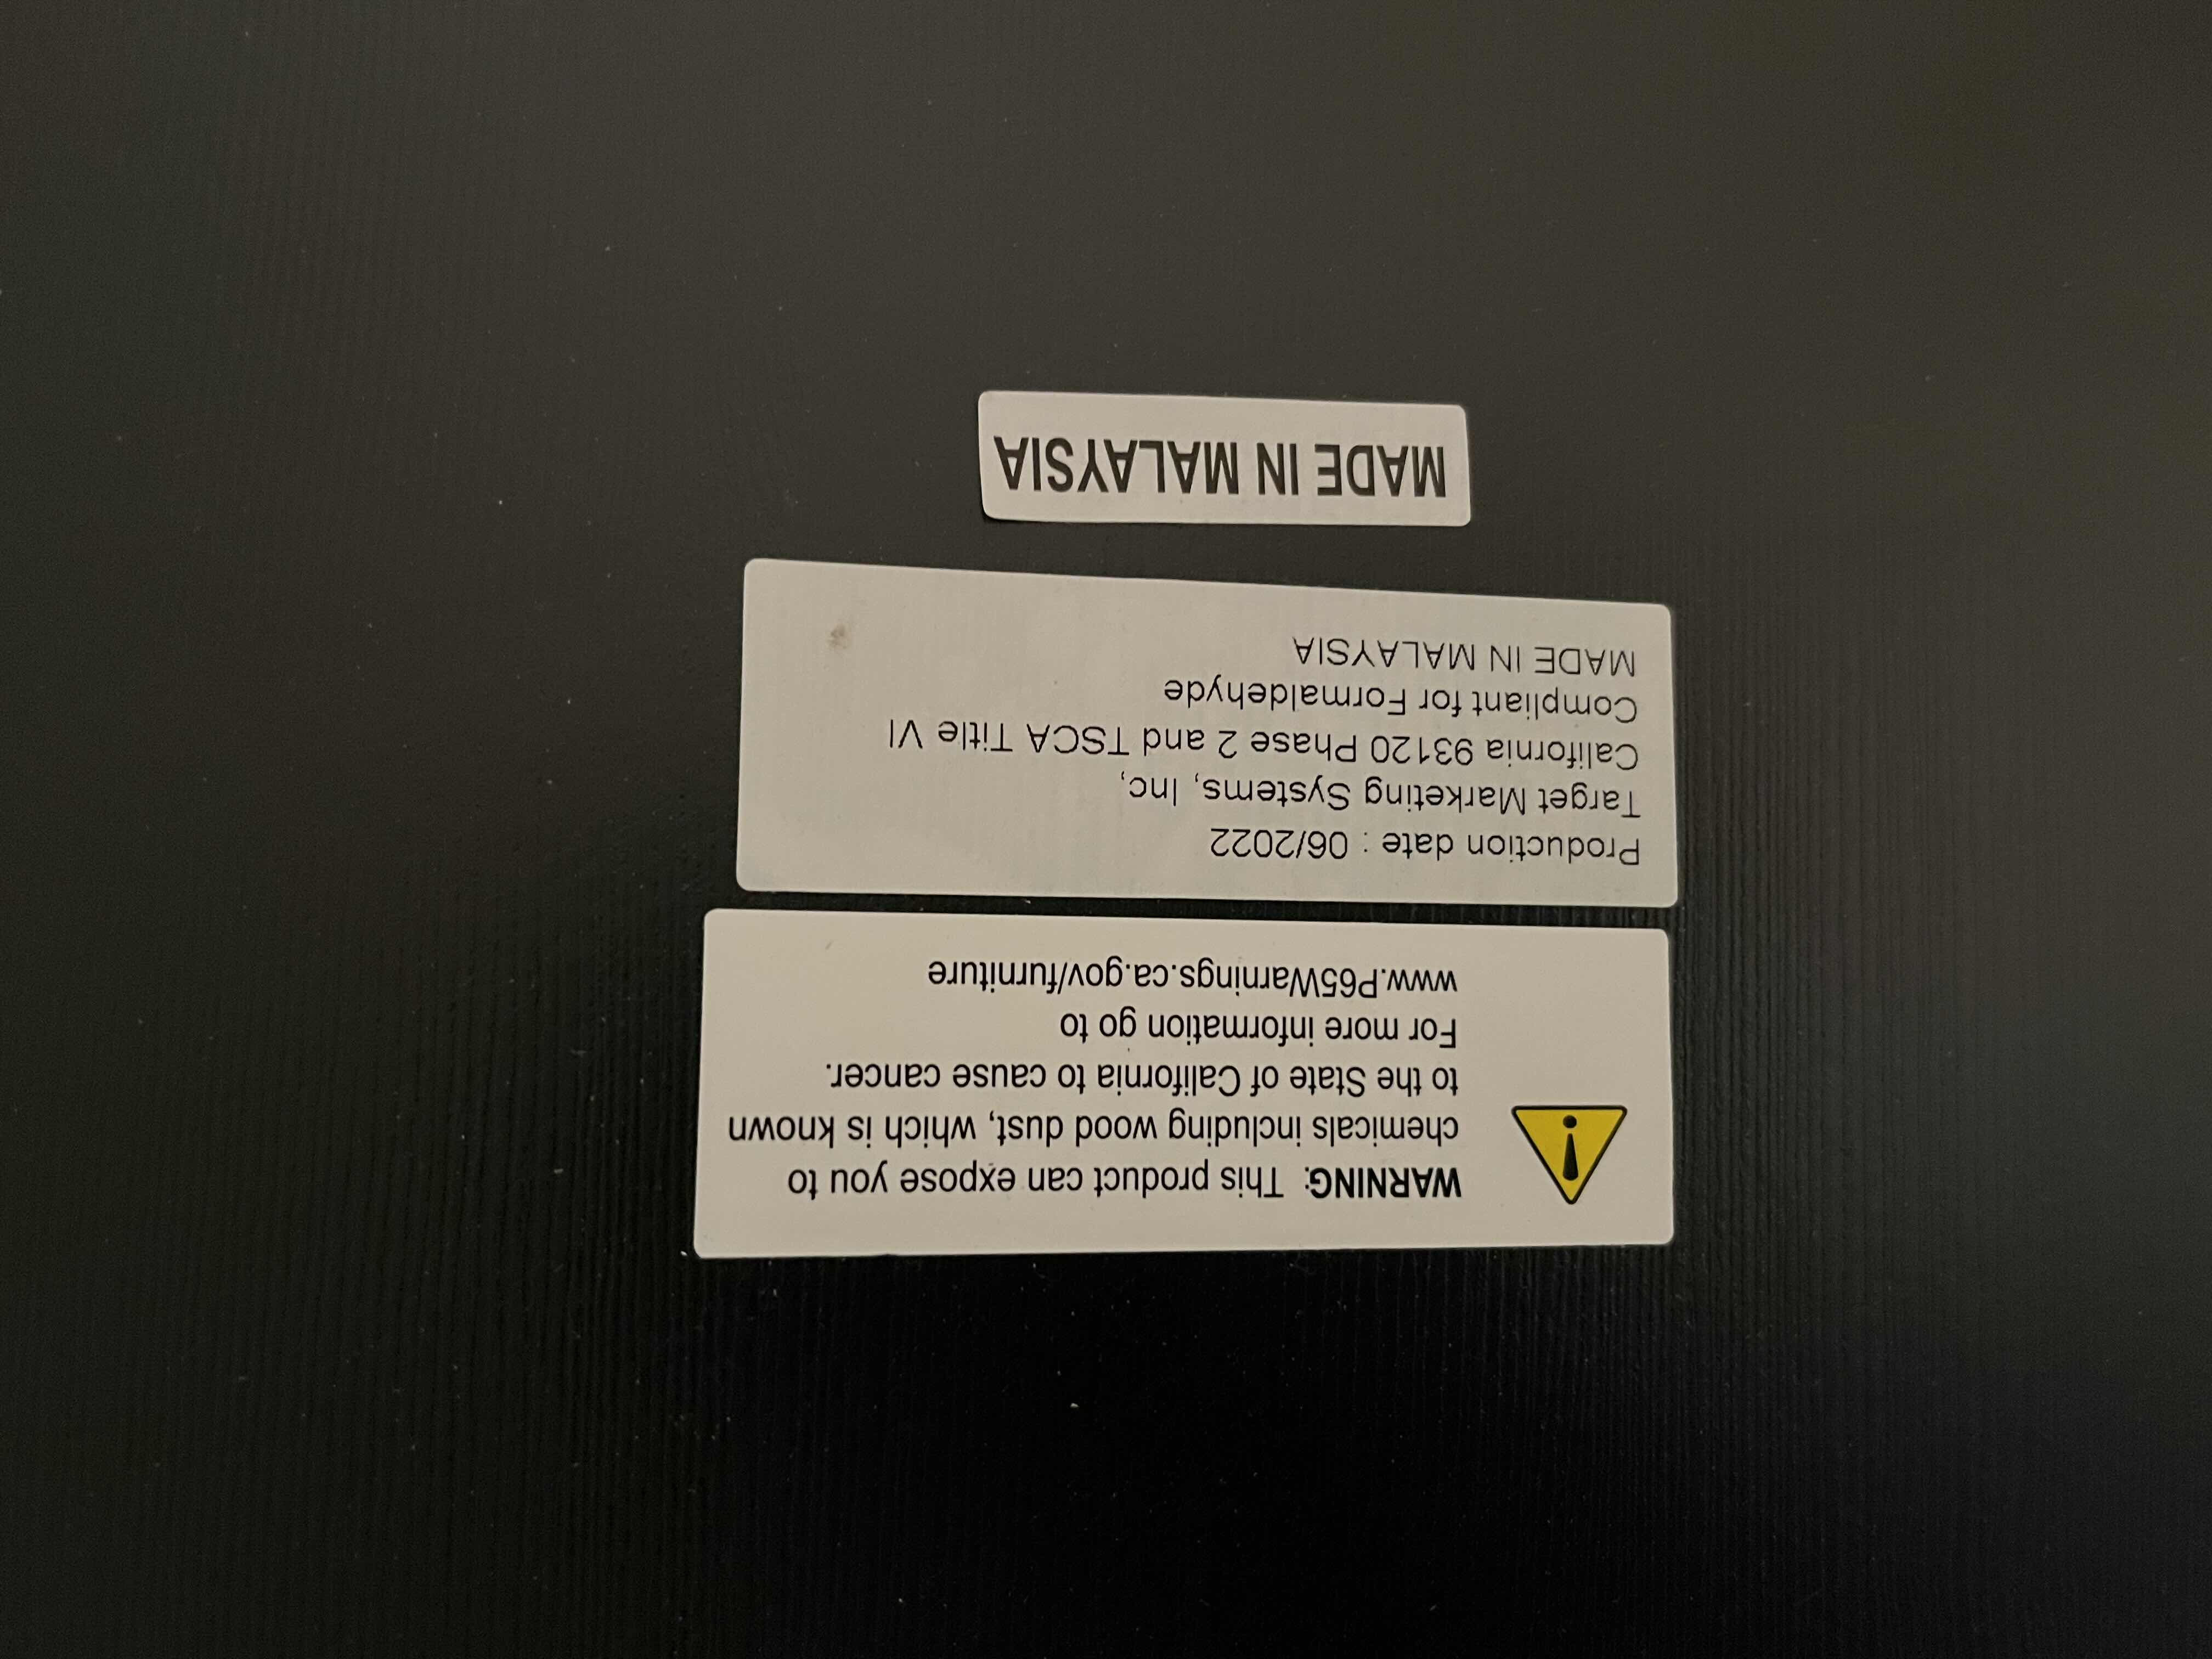 WARNING: This product can expose you to
chemicals including wood dust, which is known
to the State of California to cause cancer.
For more information go to
www.P65Warnings.ca.gov/furniture
Production date : 06/2022
Target Marketing Systems, Inc,
California 93120 Phase 2 and TSCA Title VI
Compliant for Formaldehyde
MADE IN MALAYSIA
MADE IN MALAYSIA